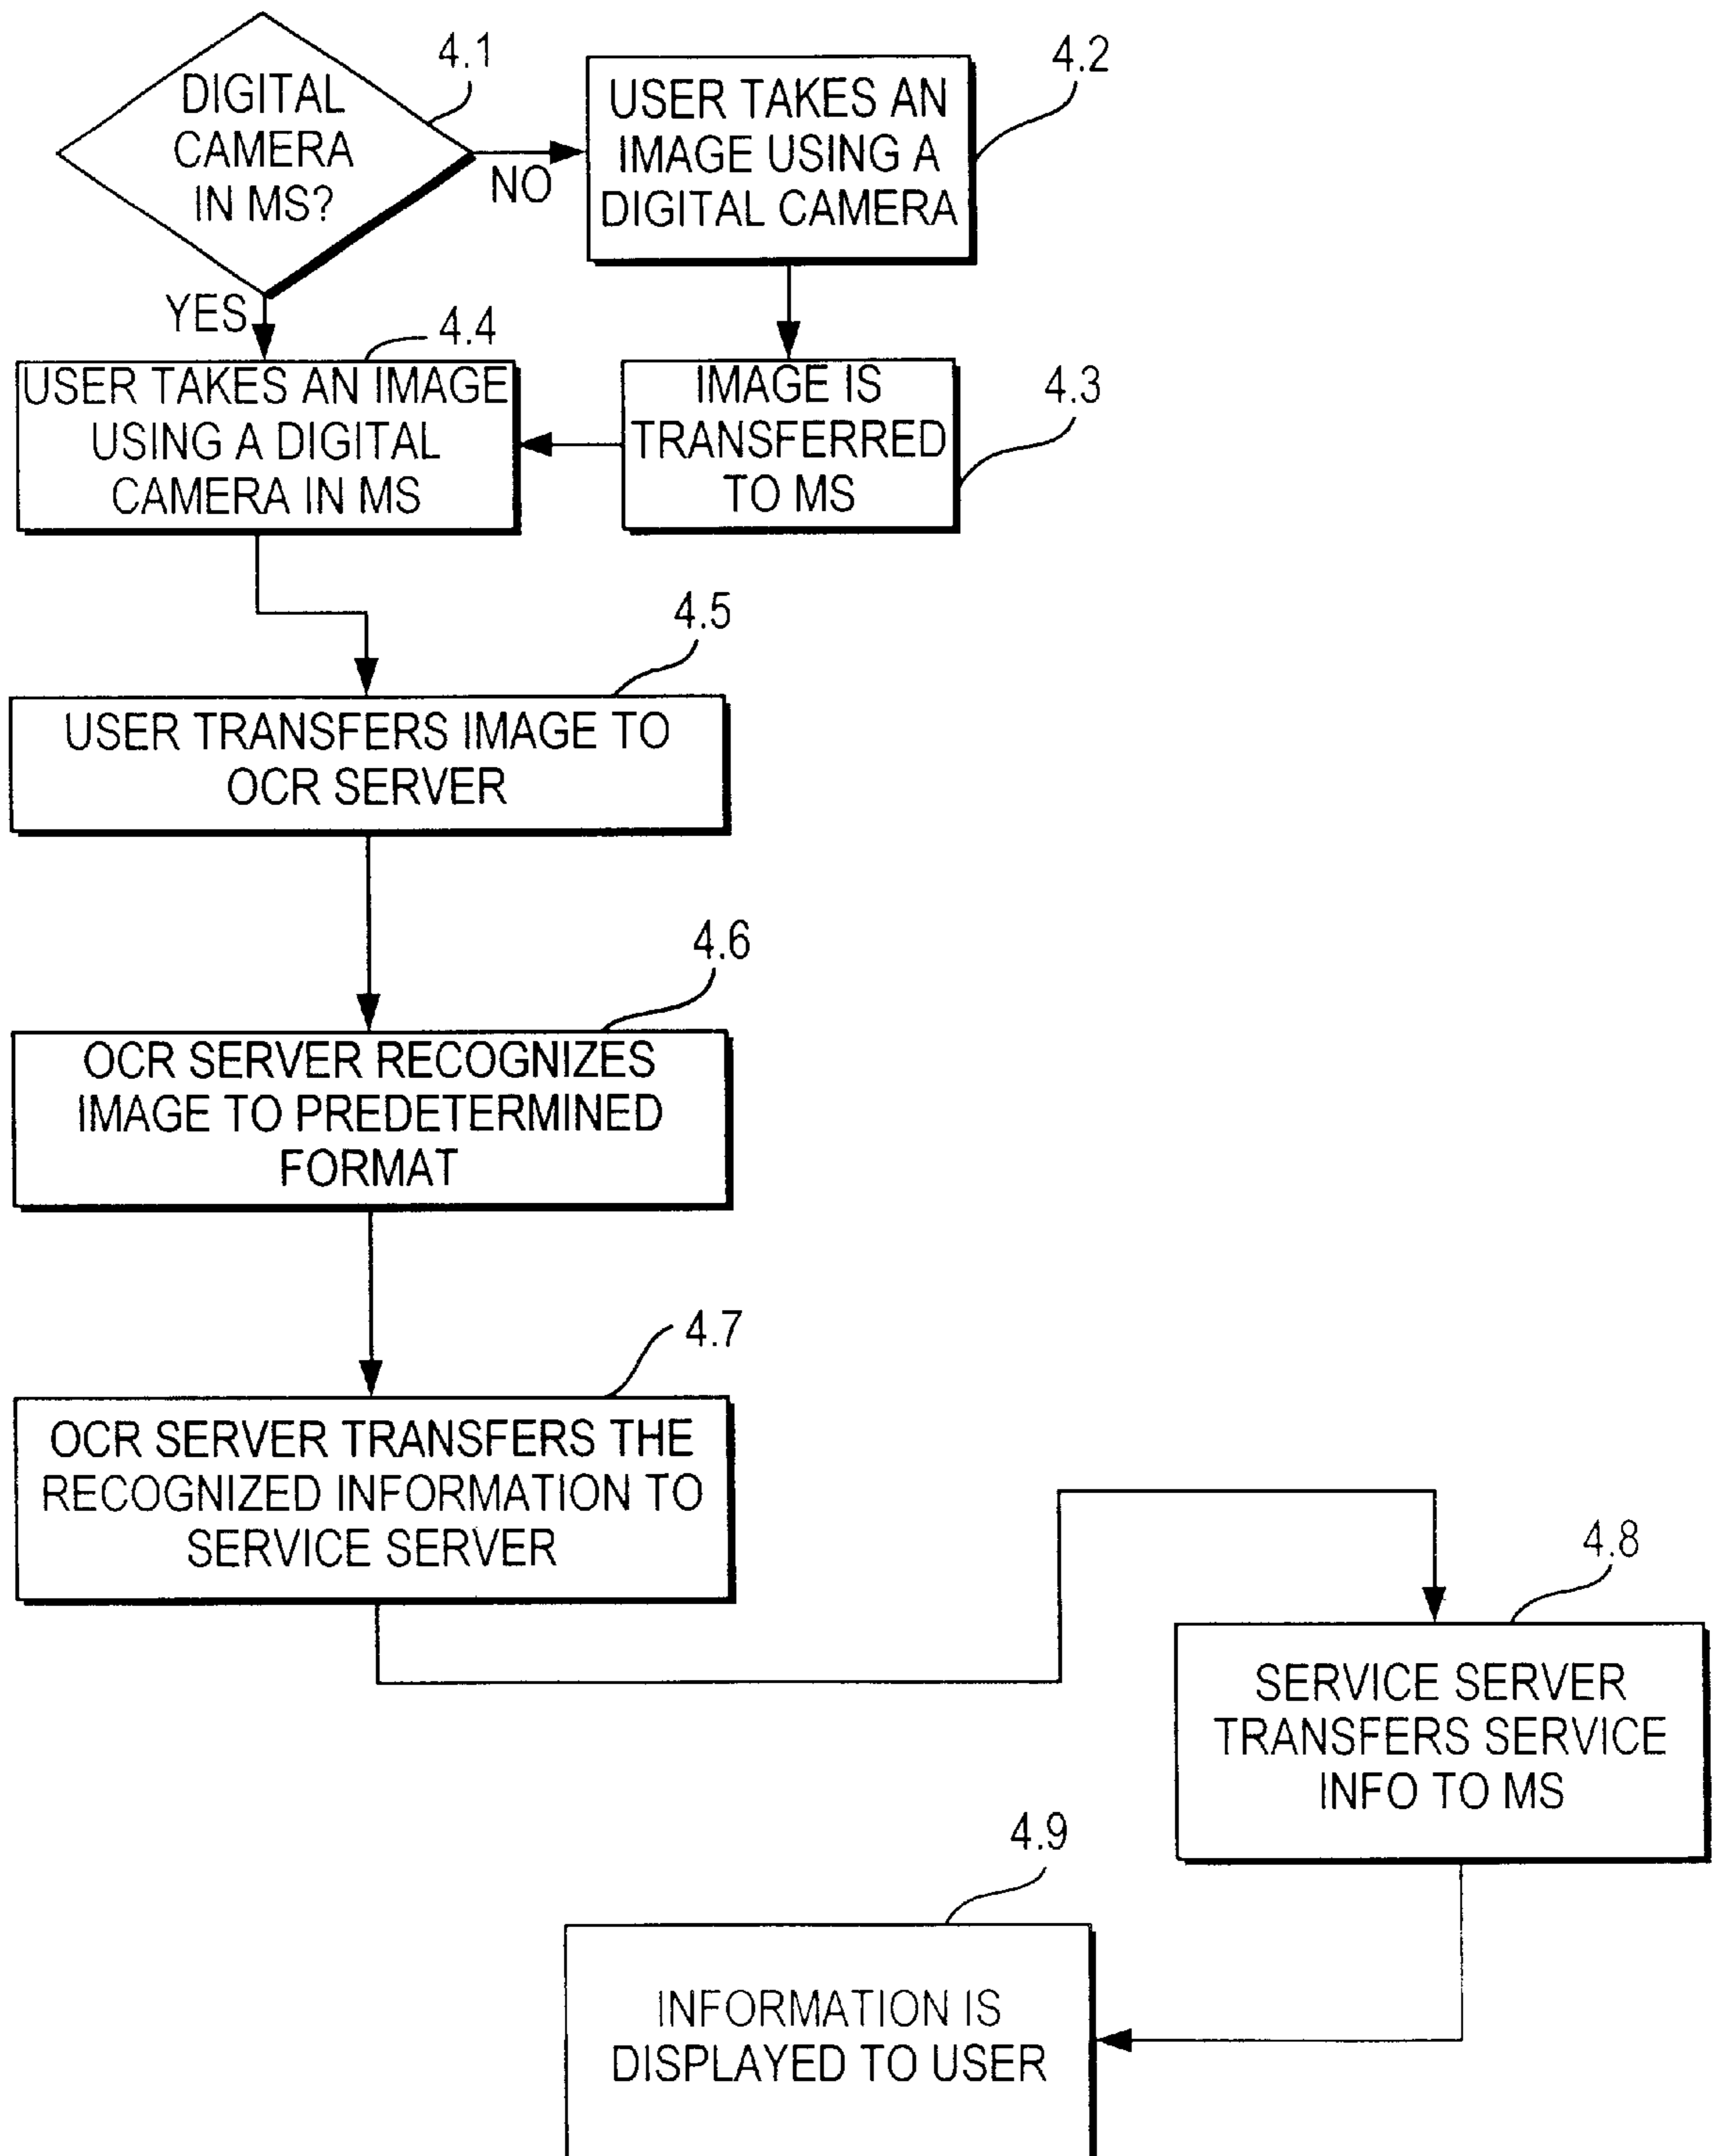 4.1
DIGITAL
CAMERA
IN MS?
NO
YES
4.2
USER TAKES AN
IMAGE USING A
DIGITAL CAMERA
4.3
IMAGE IS
TRANSFERRED
TO MS
4.4
USER TAKES AN IMAGE
USING A DIGITAL
CAMERA IN MS
4.5
USER TRANSFERS IMAGE TO
OCR SERVER
4.6
OCR SERVER RECOGNIZES
IMAGE TO PREDETERMINED
FORMAT
4.7
OCR SERVER TRANSFERS THE
RECOGNIZED INFORMATION TO
SERVICE SERVER
4.8
SERVICE SERVER
TRANSFERS SERVICE
INFO TO MS
4.9
INFORMATION IS
DISPLAYED TO USER